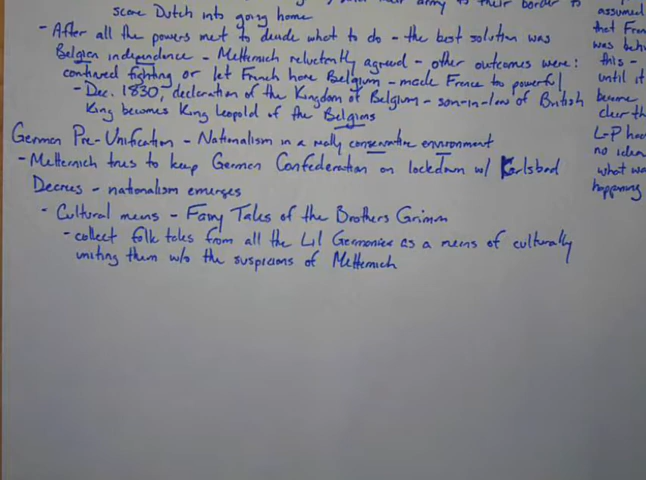 scare Dutch into going home
- After all the powers met to decide what to do - the best solution was
Belgian independence - Metternich reluctantly agreed - other outcomes were:
continued fighting or let French have Belgium - made France too powerful
- Dec. 1830, declaration of the Kingdom of Belgium - son-in-law of British
King becomes King Leopold of the Belgians
German Pre-Unification - Nationalism in a really conservative environment
- Metternich tries to keep German Confederation on lockdown w/ Karlsbad
Decrees - nationalism emerges
- Cultural means - Fairy Tales of the Brothers Grimm
- collect folk tales from all the Lil Germanies as a means of culturally
uniting them w/o the suspicions of Metternich
assumed
that Fran
was behi
this -
until it
became
clear th
L-P had
no idea
what wa
happening